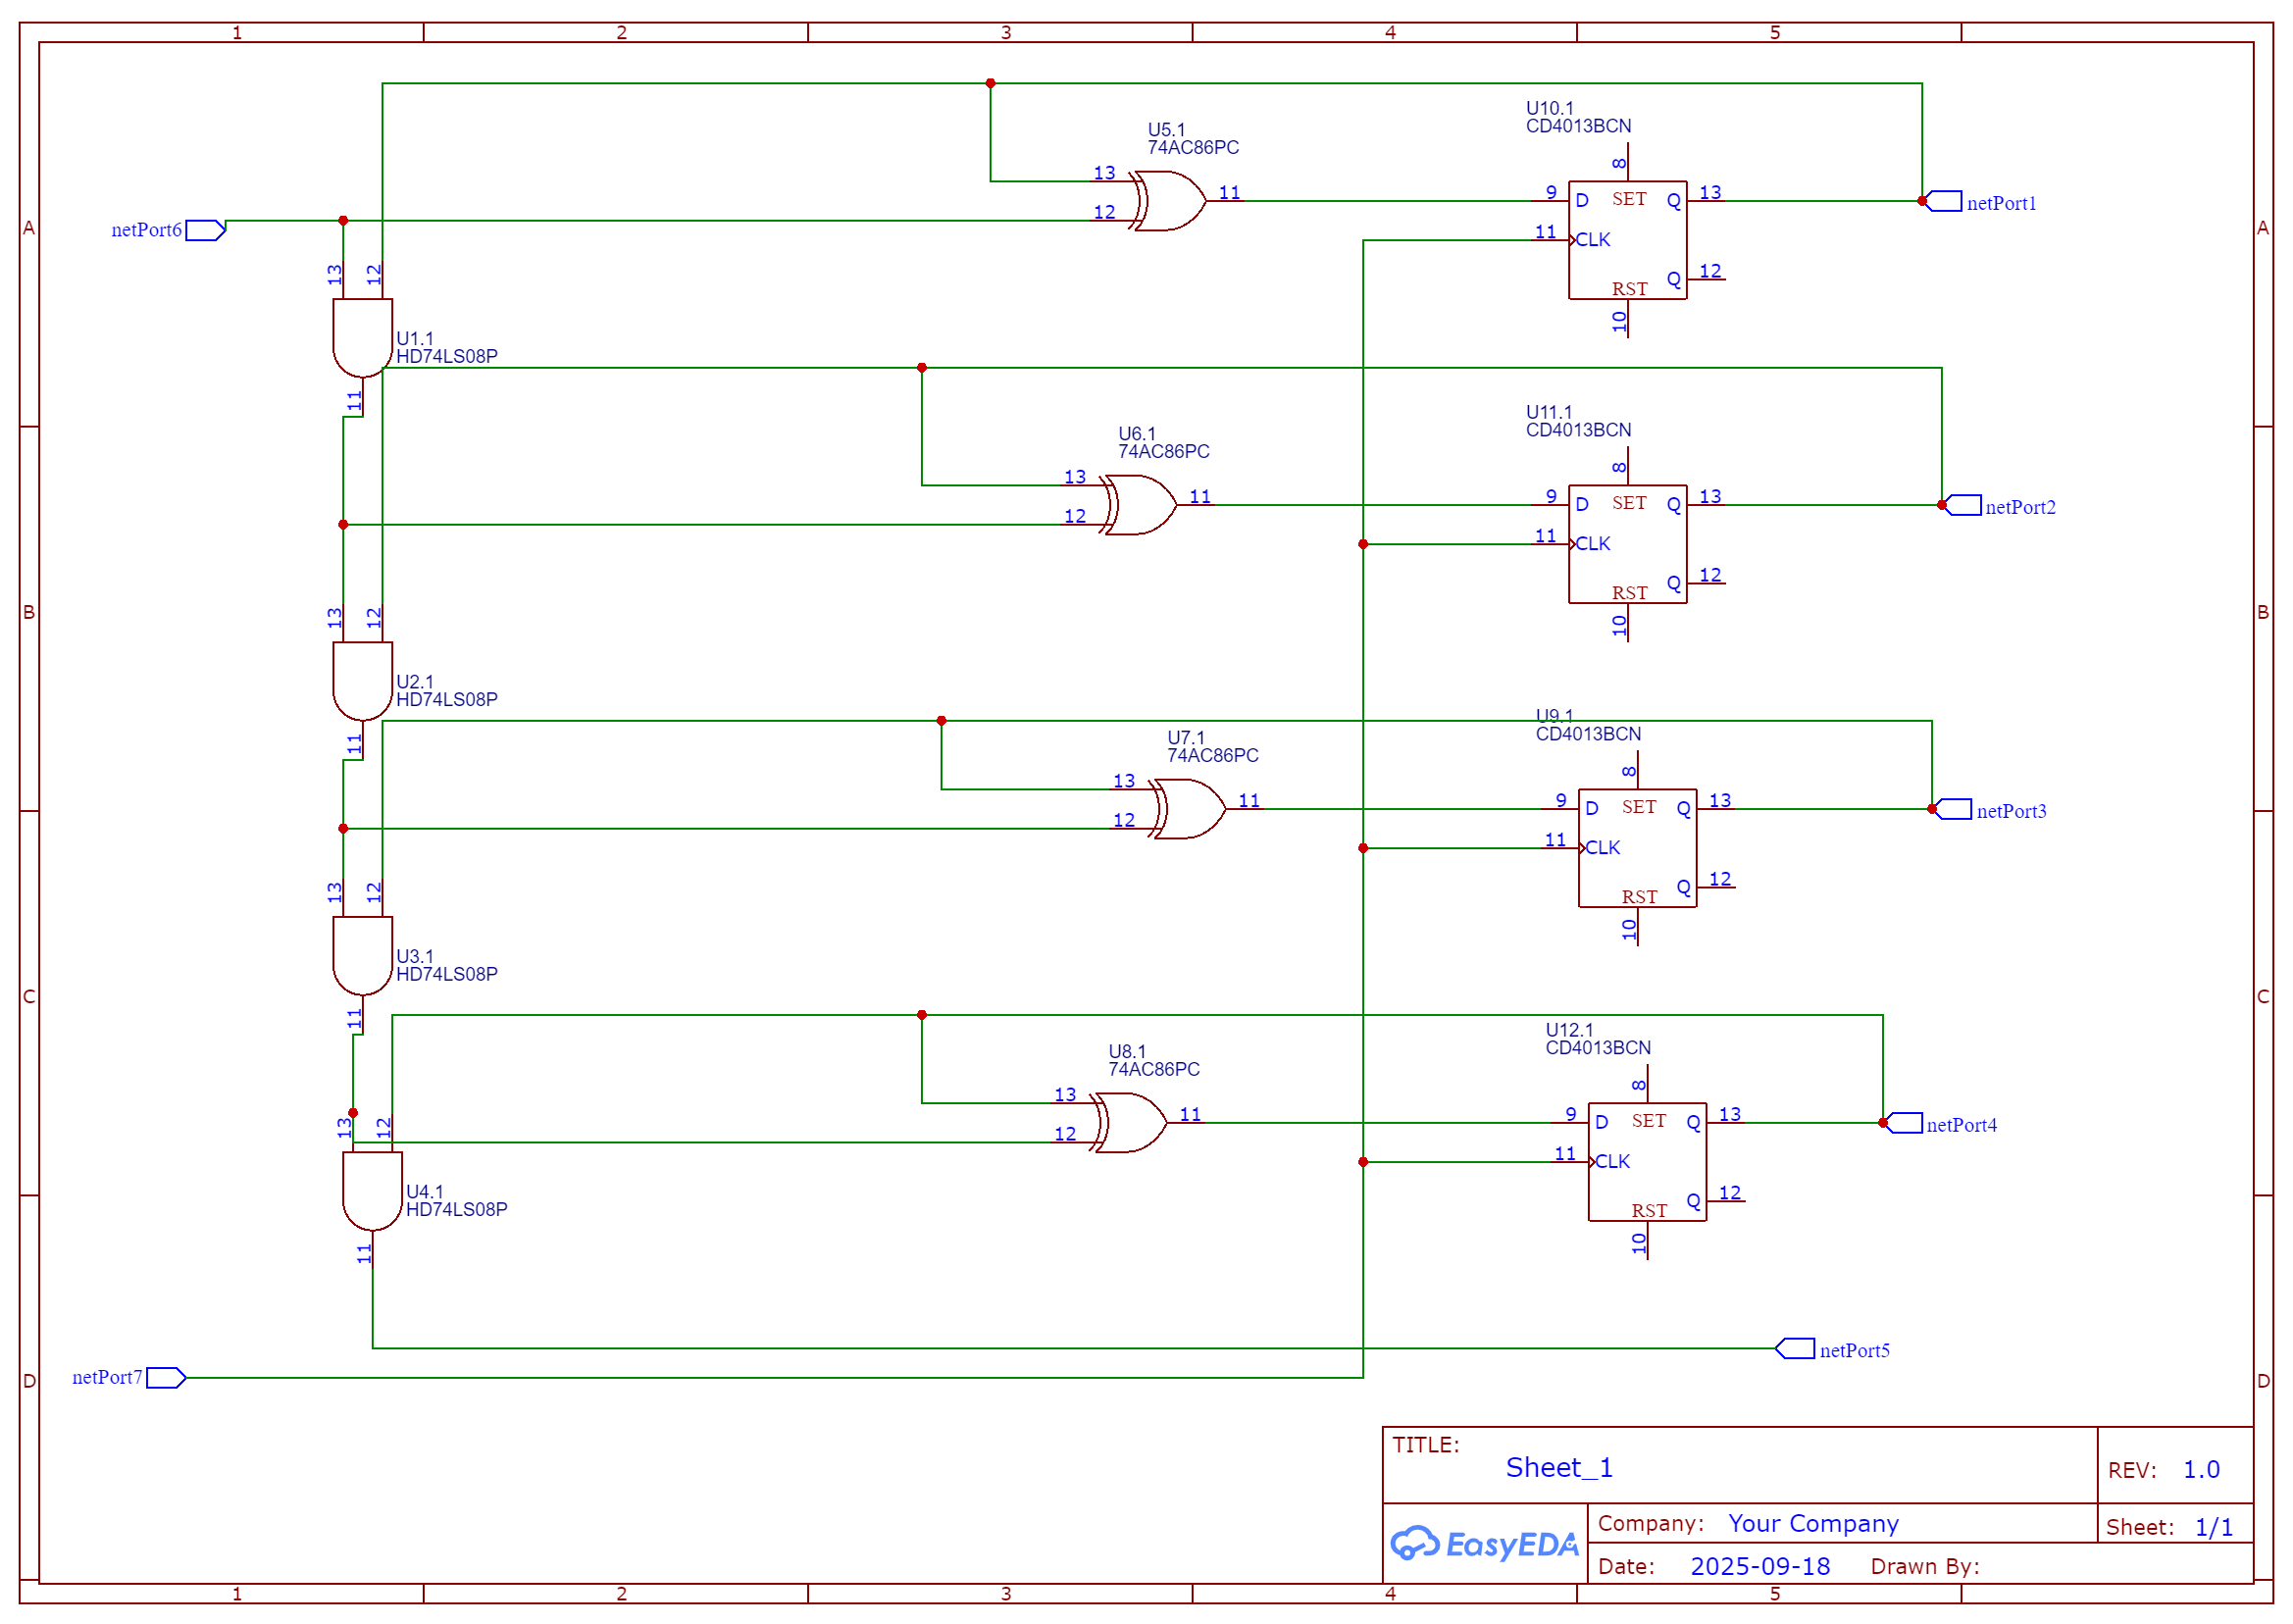 1 2 3 4 5
A A
B B
C C
D D
netPort6
U5.1
74AC86PC
13
12
11
U10.1
CD4013BCN
8
9 D SET Q 13
11 CLK
Q 12
RST
10
netPort1
13 12
U1.1
HD74LS08P
11
U6.1
74AC86PC
13
12
11
U11.1
CD4013BCN
8
9 D SET Q 13
11 CLK
Q 12
RST
10
netPort2
13 12
U2.1
HD74LS08P
11
U7.1
74AC86PC
13
12
11
U9.1
CD4013BCN
8
9 D SET Q 13
11 CLK
Q 12
RST
10
netPort3
13 12
U3.1
HD74LS08P
11
U8.1
74AC86PC
13
12
11
U12.1
CD4013BCN
8
9 D SET Q 13
11 CLK
Q 12
RST
10
netPort4
13 12
U4.1
HD74LS08P
11
netPort5
netPort7
TITLE:
Sheet_1
REV: 1.0
EasyEDA
Company: Your Company
Sheet: 1/1
Date: 2025-09-18 Drawn By:
1 2 3 4 5